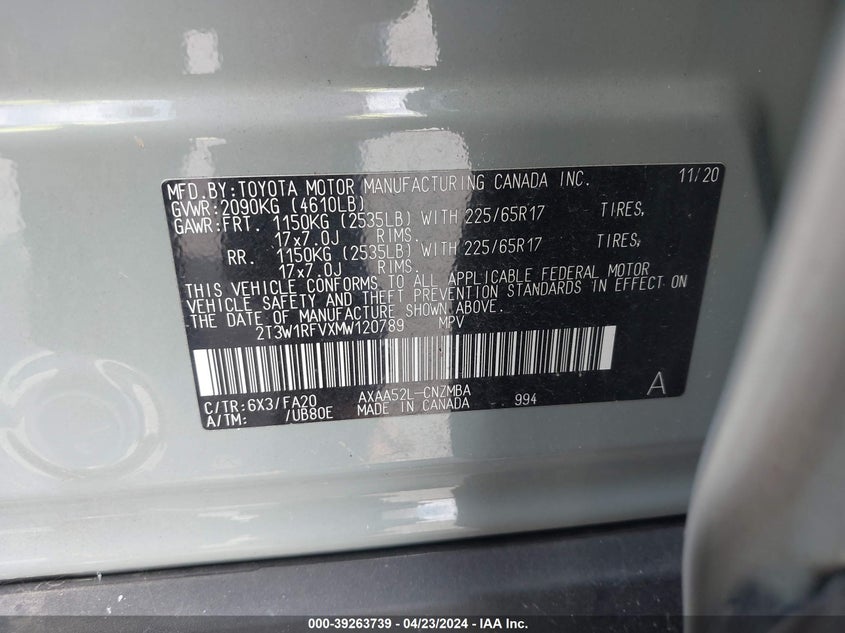 MFD.BY:TOYOTA MOTOR MANUFACTURING CANADA INC. 11/20
GVWR:2090KG (4610LB)
GAWR:FRT. 1150KG (2535LB) WITH 225/65R17 TIRES,
17x7.0J RIMS.
RR. 1150KG (2535LB) WITH 225/65R17 TIRES,
17x7.0J RIMS.
THIS VEHICLE CONFORMS TO ALL APPLICABLE FEDERAL MOTOR
VEHICLE SAFETY AND THEFT PREVENTION STANDARDS IN EFFECT ON
THE DATE OF MANUFACTURE SHOWN ABOVE.
2T3W1RFVXMW120789 MPV
C/TR:6X3/FA20 AXAA52L-CNZMBA A
A/TM: /UB80E MADE IN CANADA 994
000-39263739 - 04/23/2024 - IAA Inc.